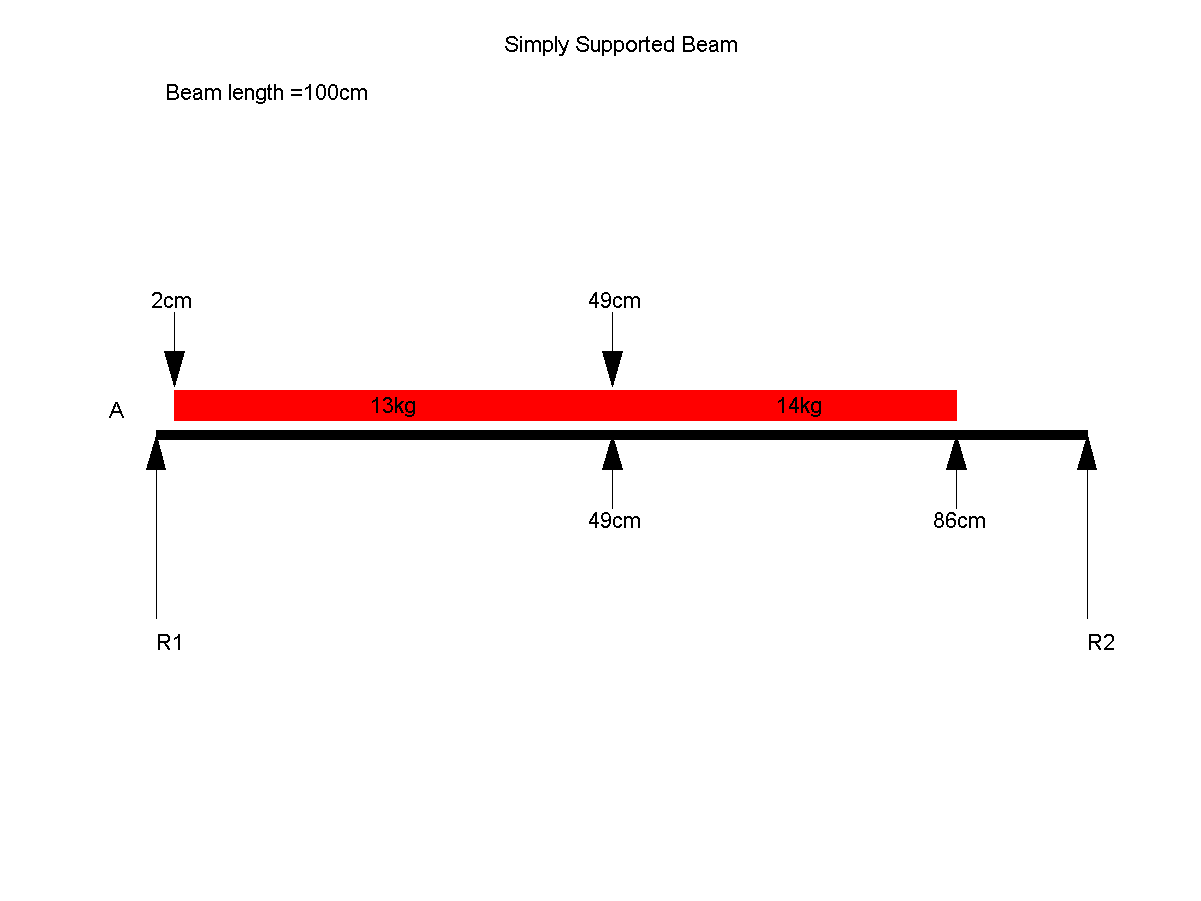 Simply Supported Beam
Beam length =100cm
2cm
49cm
A
13kg
14kg
49cm
86cm
R1
R2